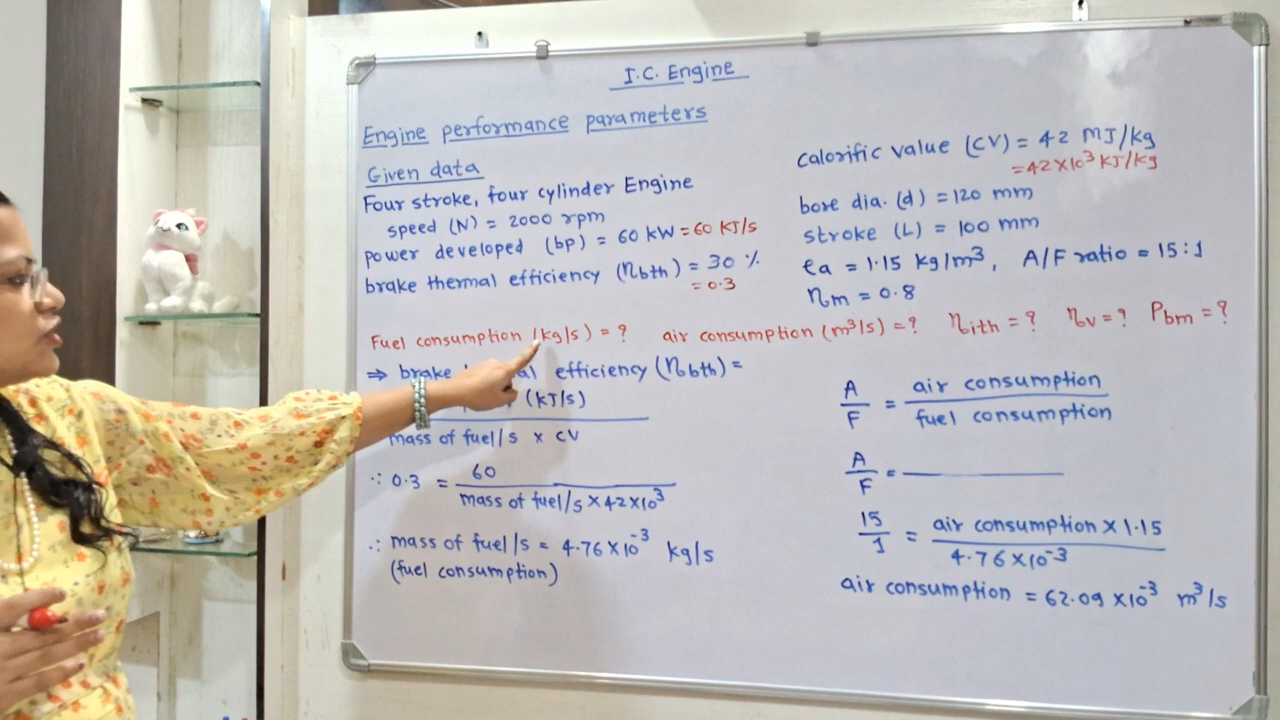 I.C. Engine
Engine performance parameters
Given data
Four stroke, four cylinder Engine
speed (N) = 2000 rpm
power developed (bp) = 60 kW = 60 KJ/s
brake thermal efficiency (ηbth) = 30 %
= 0.3
calorific value (CV) = 42 MJ/kg
= 42 × 10³ KJ/kg
bore dia. (d) = 120 mm
stroke (L) = 100 mm
ρa = 1.15 kg/m³, A/F ratio = 15:1
ηm = 0.8
Fuel consumption (kg/s) = ? air consumption (m³/s) = ? ηith = ? ηv = ? Pbm = ?
⇒ brake efficiency (ηbth) =
(KJ/s)
mass of fuel/s × CV
∴ 0.3 = 60
mass of fuel/s × 42 × 10³
∴ mass of fuel/s = 4.76 × 10⁻³ kg/s
(fuel consumption)
A/F = air consumption
fuel consumption
A/F =
15/1 = air consumption × 1.15
4.76 × 10⁻³
air consumption = 62.09 × 10⁻³ m³/s